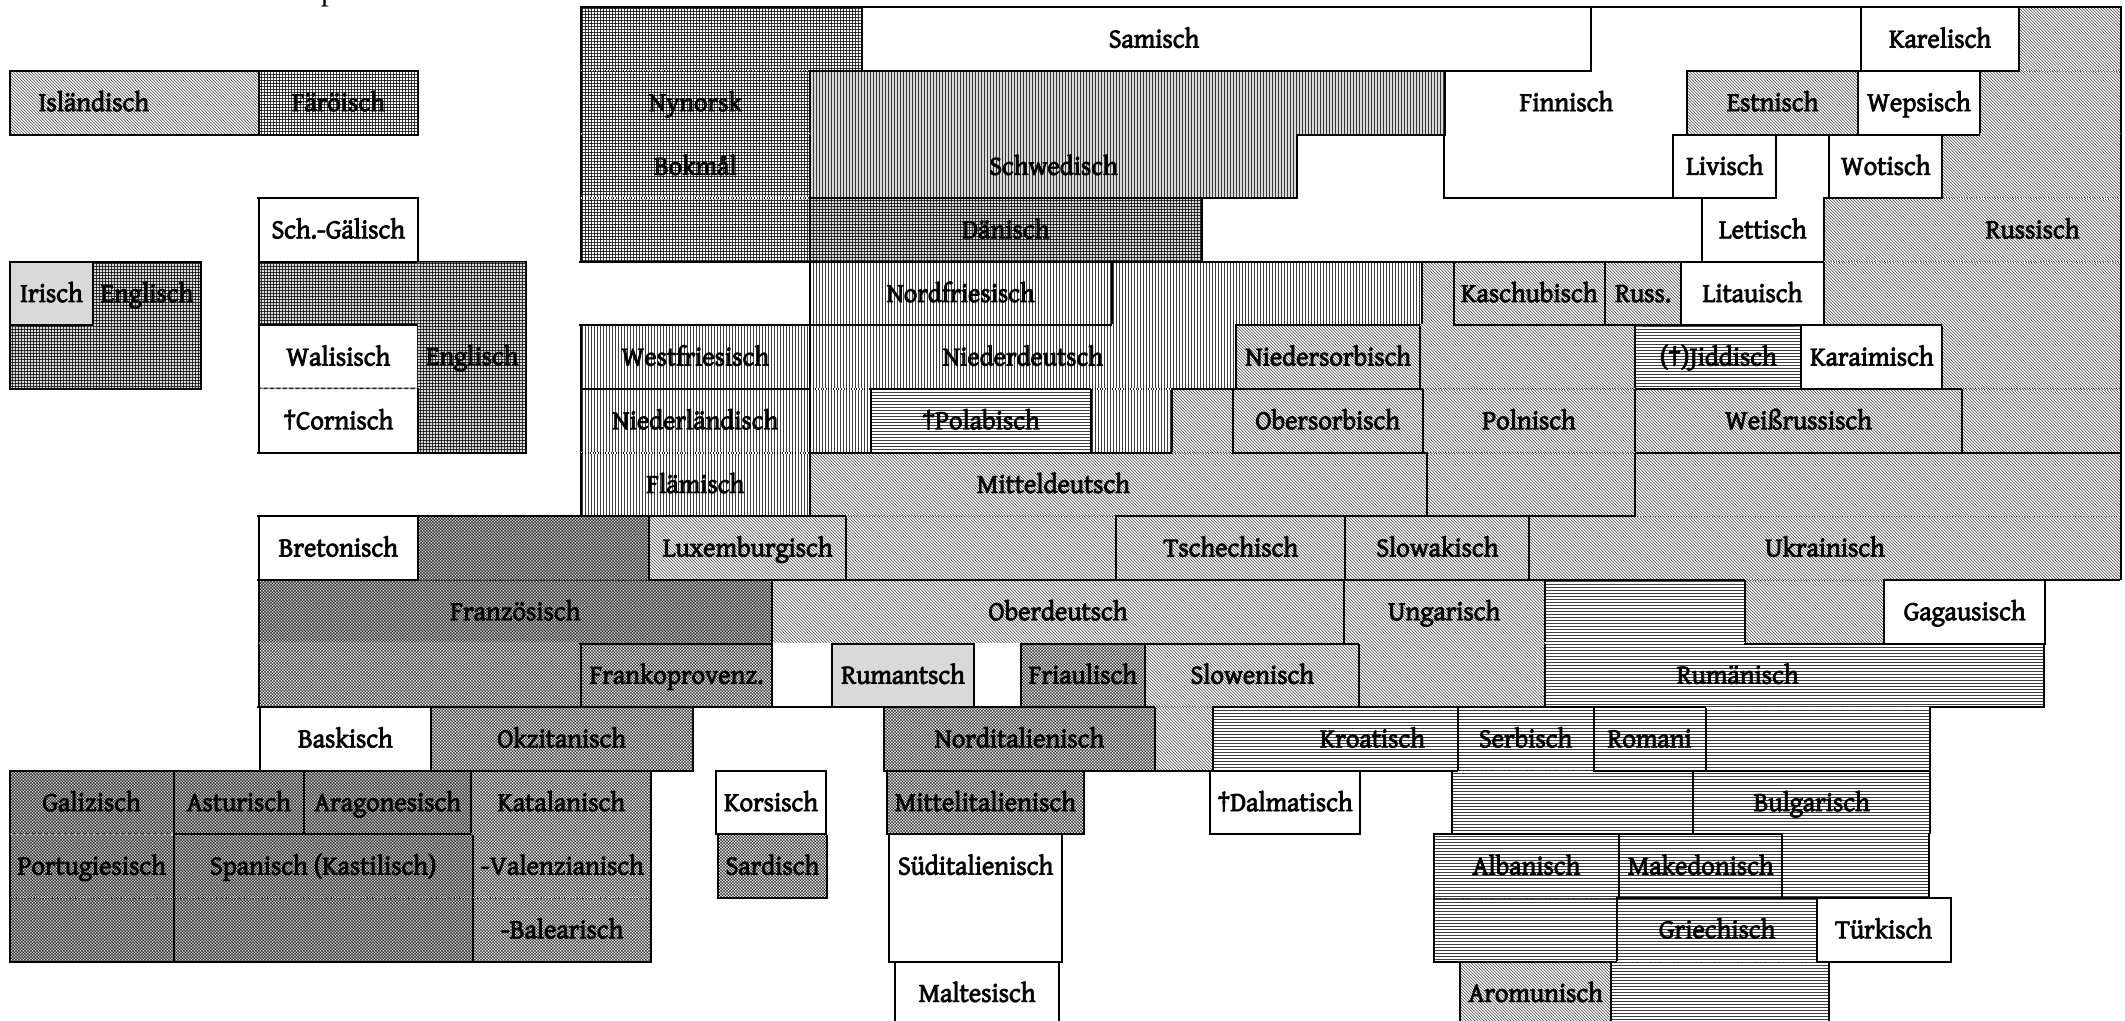 Samisch Karelisch
Isländisch Färöisch Nynorsk Finnisch Estnisch Wepsisch
Bokmål Schwedisch Livisch Wotisch
Sch.-Gälisch Dänisch Lettisch Russisch
Irisch Englisch Nordfriesisch Kaschubisch Russ. Litauisch
Walisisch Englisch Westfriesisch Niederdeutsch Niedersorbisch (†)Jiddisch Karaimisch
†Cornisch Niederländisch †Polabisch Obersorbisch Polnisch Weißrussisch
Flämisch Mitteldeutsch
Bretonisch Luxemburgisch Tschechisch Slowakisch Ukrainisch
Französisch Oberdeutsch Ungarisch Gagausisch
Frankoprovenz. Rumantsch Friaulisch Slowenisch Rumänisch
Baskisch Okzitanisch Norditalienisch Kroatisch Serbisch Romani
Galizisch Asturisch Aragonesisch Katalanisch Korsisch Mittelitalienisch †Dalmatisch Bulgarisch
Portugiesisch Spanisch (Kastilisch) -Valenzianisch Sardisch Süditalienisch Albanisch Makedonisch
-Balearisch Griechisch Türkisch
Maltesisch Aromunisch